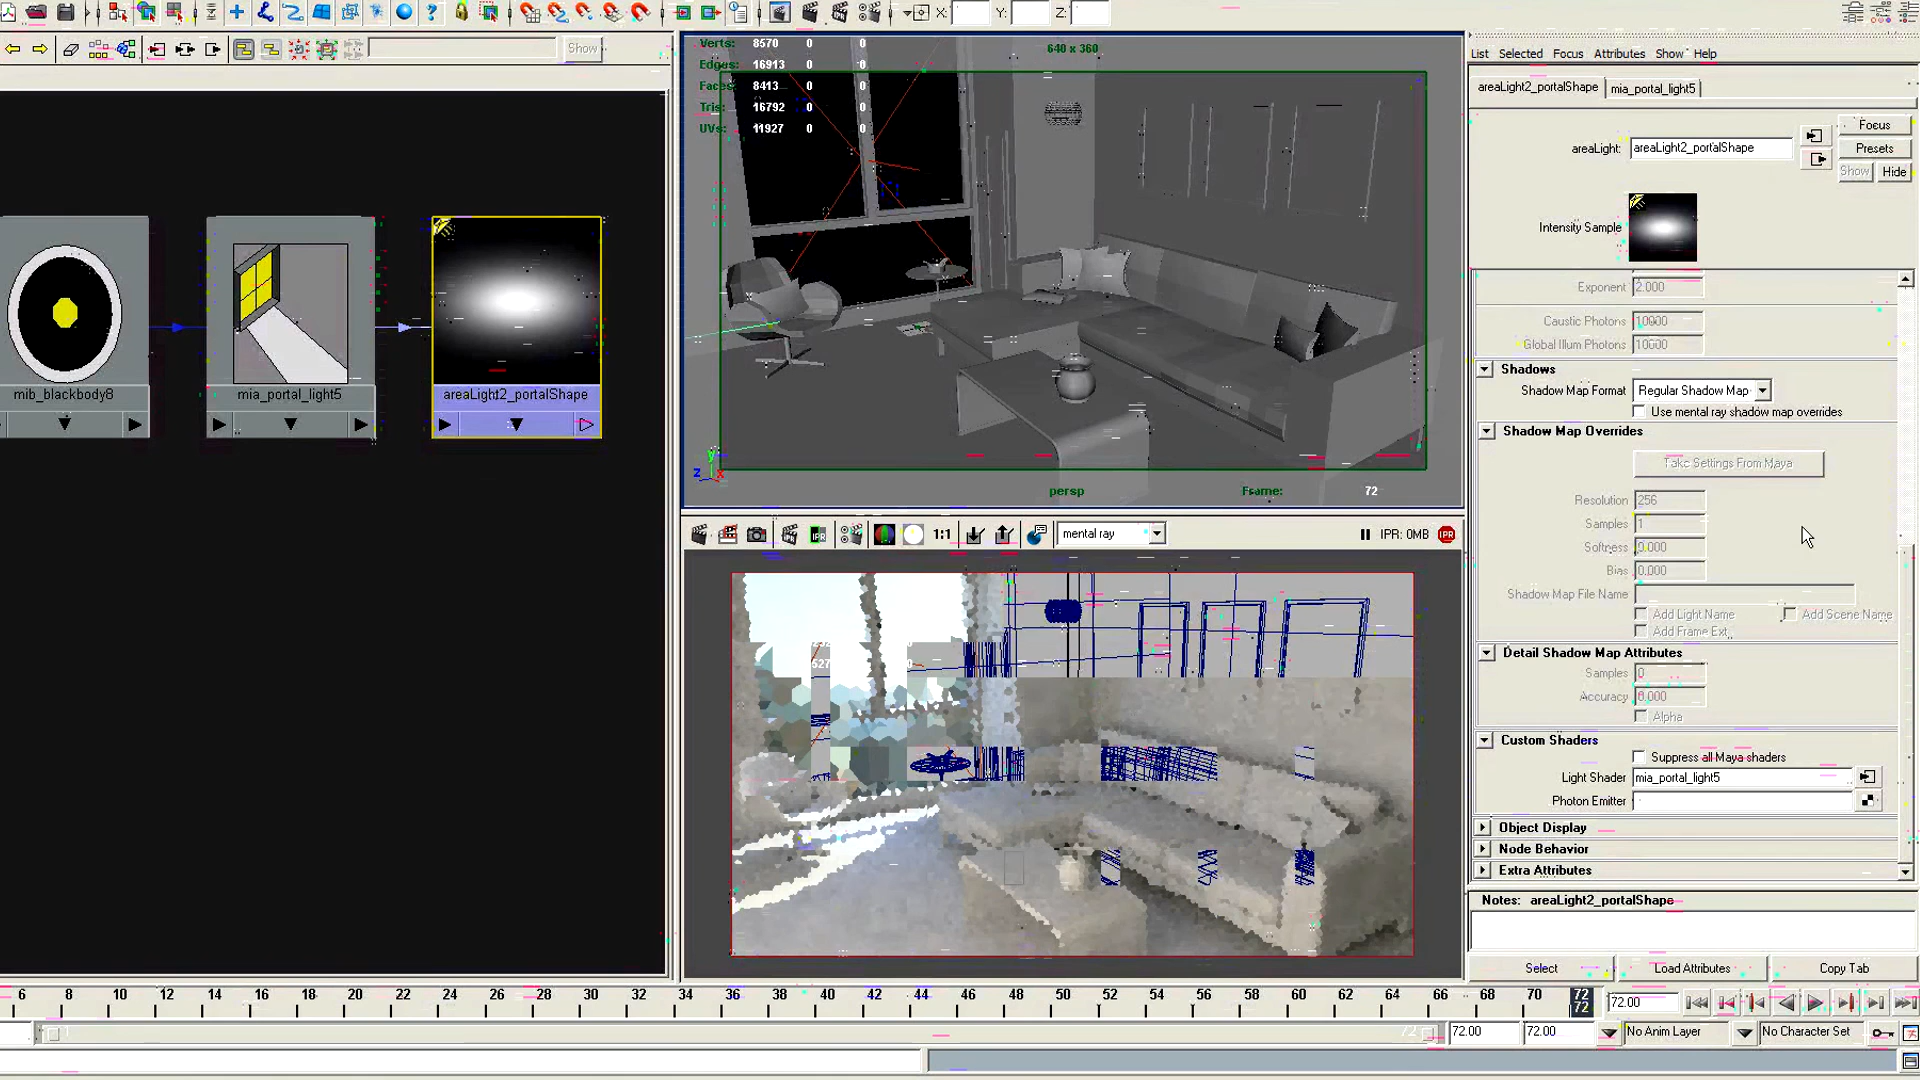 X:
Y:
Z:
Show
List Selected Focus Attributes Show Help
areaLight2_portalShape
mia_portal_light5
areaLight: areaLight2_portalShape
Focus
Presets
Show
Hide
Intensity Sample
Exponent 2.000
Caustic Photons 10000
Global Illum Photons 10000
Shadows
Shadow Map Format Regular Shadow Map
Use mental ray shadow map overrides
Shadow Map Overrides
Take Settings From Maya
Resolution 256
Samples 1
Softness 0.000
Bias 0.000
Shadow Map File Name
Add Light Name
Add Scene Name
Add Frame Ext.
Detail Shadow Map Attributes
Samples 0
Accuracy 0.000
Alpha
Custom Shaders
Suppress all Maya shaders
Light Shader mia_portal_light5
Photon Emitter
Object Display
Node Behavior
Extra Attributes
Notes: areaLight2_portalShape
Select
Load Attributes
Copy Tab
Verts: 8570 0 0
Edges: 16913 0 0
Faces: 8413 0 0
Tris: 16792 0 0
UVs: 11927 0 0
640 x 360
persp
Frame: 72
z y x
mib_blackbody8
mia_portal_light5
areaLight2_portalShape
1:1
mental ray
IPR: 0MB
IPR
6 8 10 12 14 16 18 20 22 24 26 28 30 32 34 36 38 40 42 44 46 48 50 52 54 56 58 60 62 64 66 68 70 72
72
72.00
72
72.00
72.00
No Anim Layer
No Character Set